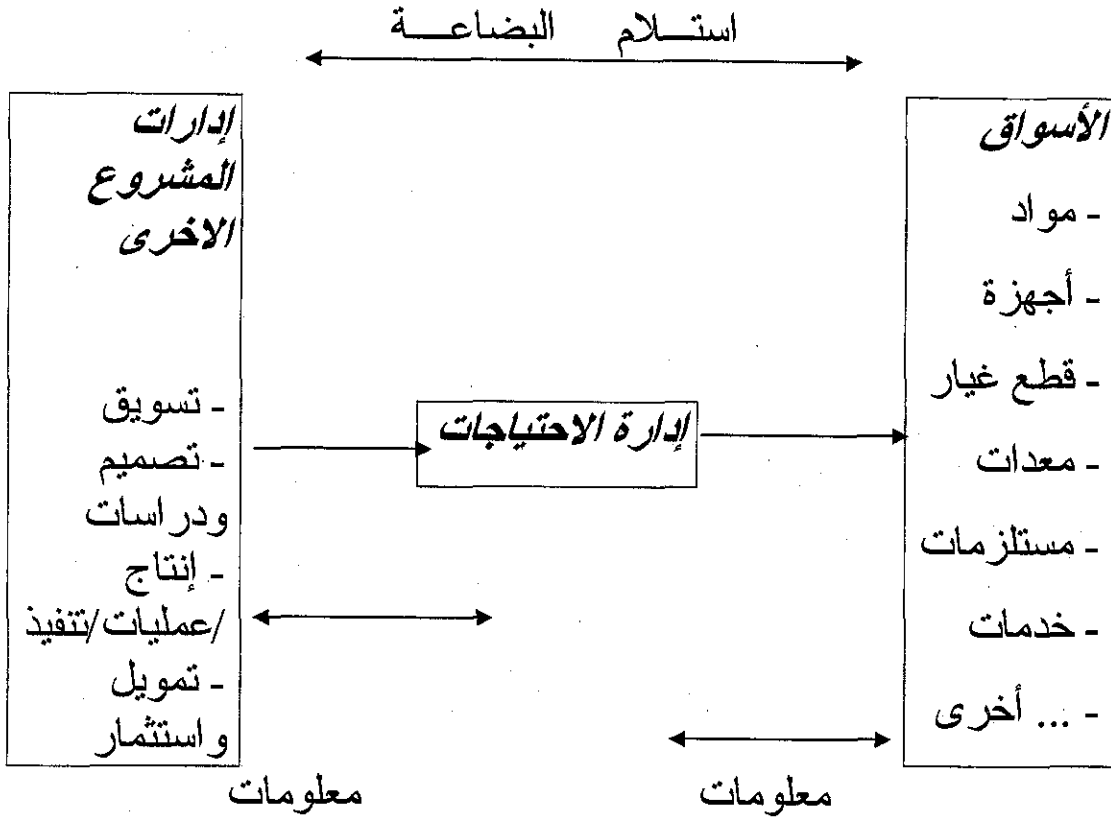 استلام البضاعة
الأسواق
- مواد
- أجهزة
- قطع غيار
- معدات
- مستلزمات
- خدمات
- ... أخرى
إدارة الاحتياجات
إدارات
المشروع
الاخرى
- تسويق
- تصميم
ودراسات
- إنتاج
/عمليات/تنفيذ
- تمويل
واستثمار
معلومات
معلومات